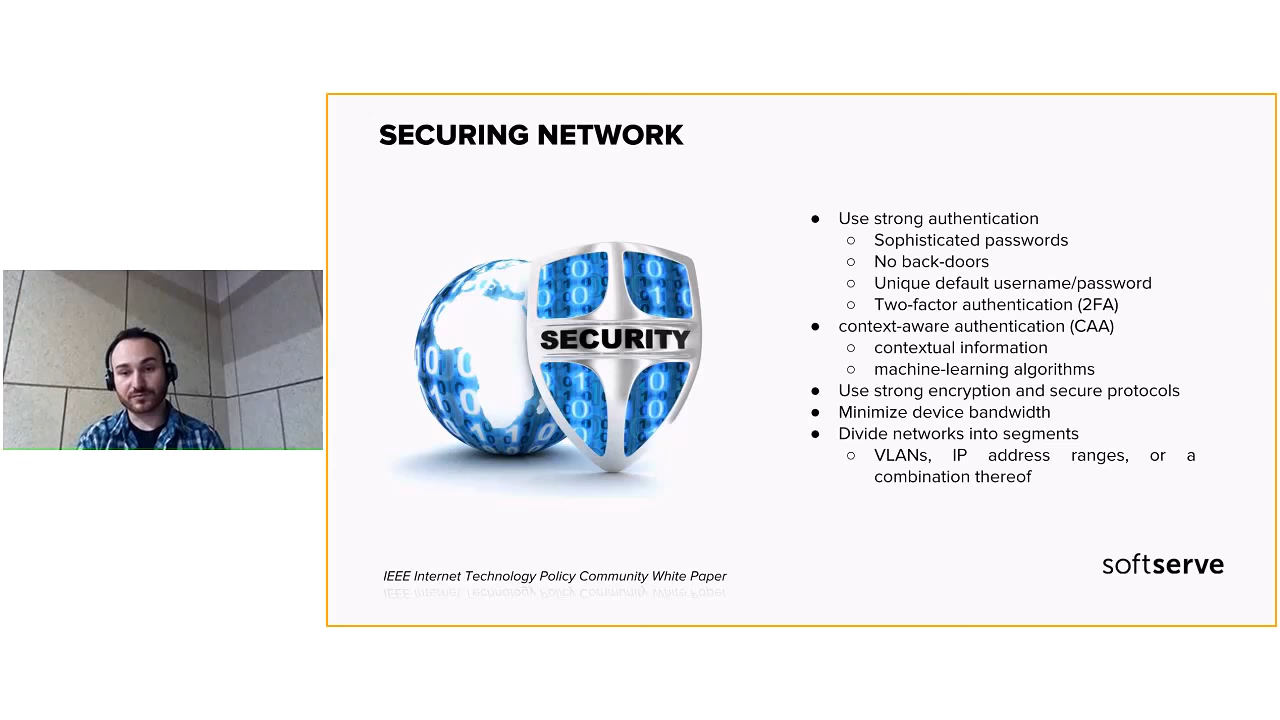 SECURING NETWORK
SECURITY
● Use strong authentication
○ Sophisticated passwords
○ No back-doors
○ Unique default username/password
○ Two-factor authentication (2FA)
● context-aware authentication (CAA)
○ contextual information
○ machine-learning algorithms
● Use strong encryption and secure protocols
● Minimize device bandwidth
● Divide networks into segments
○ VLANs, IP address ranges, or a
combination thereof
IEEE Internet Technology Policy Community White Paper
softserve